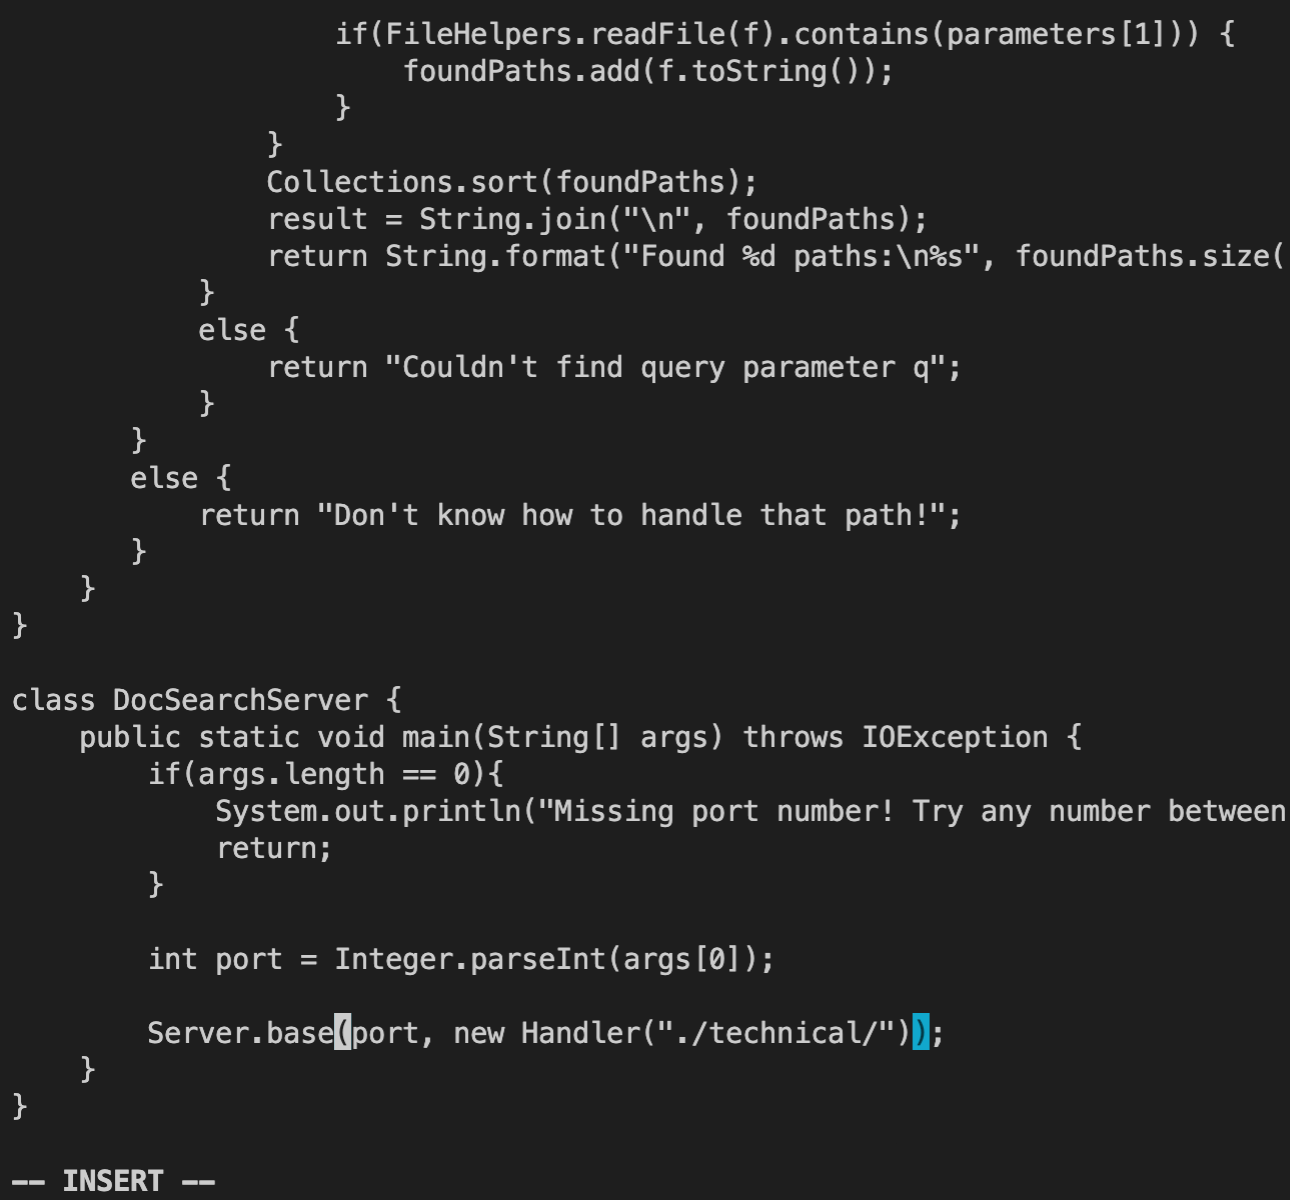 if(FileHelpers.readFile(f).contains(parameters[1])) {
foundPaths.add(f.toString());
}
}
Collections.sort(foundPaths);
result = String.join("\n", foundPaths);
return String.format("Found %d paths:\n%s", foundPaths.size(
}
else {
return "Couldn't find query parameter q";
}
}
else {
return "Don't know how to handle that path!";
}
}
}
class DocSearchServer {
public static void main(String[] args) throws IOException {
if(args.length == 0){
System.out.println("Missing port number! Try any number between
return;
}
int port = Integer.parseInt(args[0]);
Server.base(port, new Handler("./technical/"));
}
}
-- INSERT --